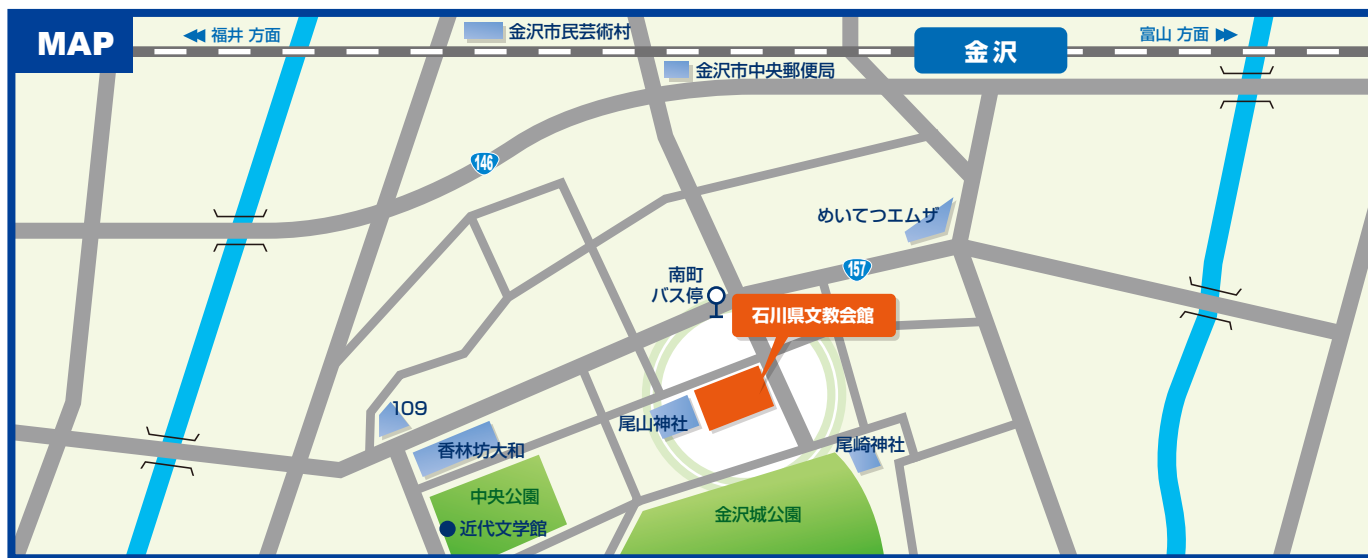 MAP
福井 方面
金沢市民芸術村
金沢
富山 方面
金沢市中央郵便局
146
めいてつエムザ
157
南町
バス停
石川県文教会館
109
尾山神社
香林坊大和
尾崎神社
中央公園
金沢城公園
近代文学館